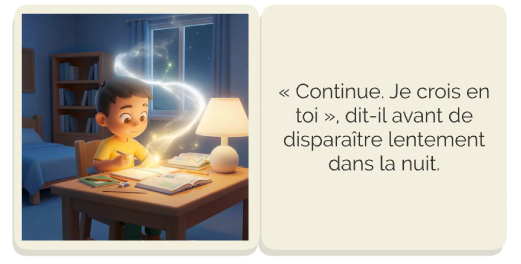 « Continue. Je crois en
toi », dit-il avant de
disparaître lentement
dans la nuit.